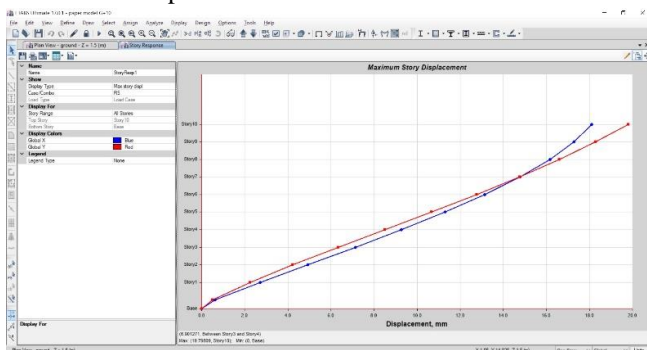 ETABS Ultimate 17.0.1 - paper model G+10
File Edit View Define Draw Select Assign Analyze Display Design Options Tools Help
Plan View - ground - Z = 1.5 (m) Story Response
Name
Name StoryResp1
Show
Display Type Max story displ
Case/Combo RS
Load Type Load Case
Display For
Story Range All Stories
Top Story Story10
Bottom Story Base
Display Colors
Global X Blue
Global Y Red
Legend
Legend Type None
Display For
Maximum Story Displacement
Story10
Story9
Story8
Story7
Story6
Story5
Story4
Story3
Story2
Story1
Base
0.0 2.0 4.0 6.0 8.0 10.0 12.0 14.0 16.0 18.0 20.0
Displacement, mm
Min: (0, Base)